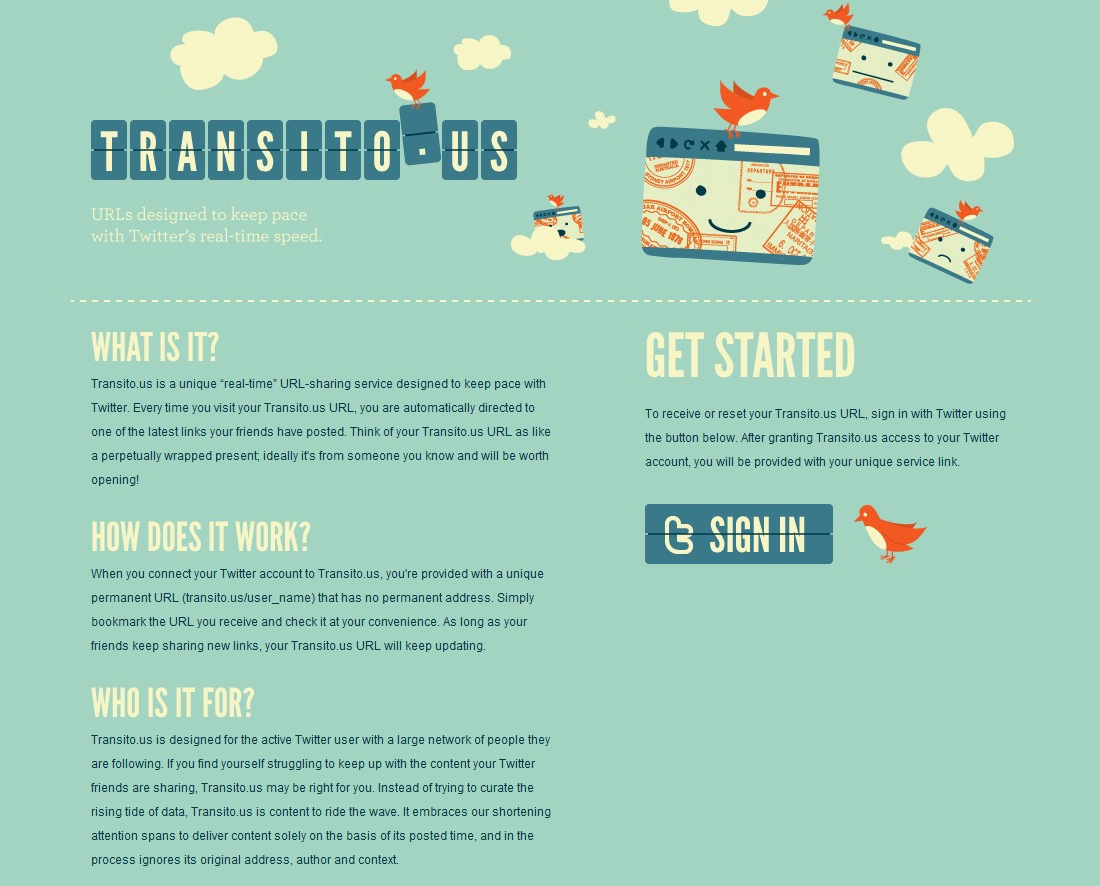 TRANSITO.US
URLs designed to keep pace
with Twitter's real-time speed.
WHAT IS IT?
Transito.us is a unique “real-time” URL-sharing service designed to keep pace with
Twitter. Every time you visit your Transito.us URL, you are automatically directed to
one of the latest links your friends have posted. Think of your Transito.us URL as like
a perpetually wrapped present; ideally it's from someone you know and will be worth
opening!
HOW DOES IT WORK?
When you connect your Twitter account to Transito.us, you're provided with a unique
permanent URL (transito.us/user_name) that has no permanent address. Simply
bookmark the URL you receive and check it at your convenience. As long as your
friends keep sharing new links, your Transito.us URL will keep updating.
WHO IS IT FOR?
Transito.us is designed for the active Twitter user with a large network of people they
are following. If you find yourself struggling to keep up with the content your Twitter
friends are sharing, Transito.us may be right for you. Instead of trying to curate the
rising tide of data, Transito.us is content to ride the wave. It embraces our shortening
attention spans to deliver content solely on the basis of its posted time, and in the
process ignores its original address, author and context.
GET STARTED
To receive or reset your Transito.us URL, sign in with Twitter using
the button below. After granting Transito.us access to your Twitter
account, you will be provided with your unique service link.
t SIGN IN
DEPARTURE
05 JUNE 1978
HONG KONG